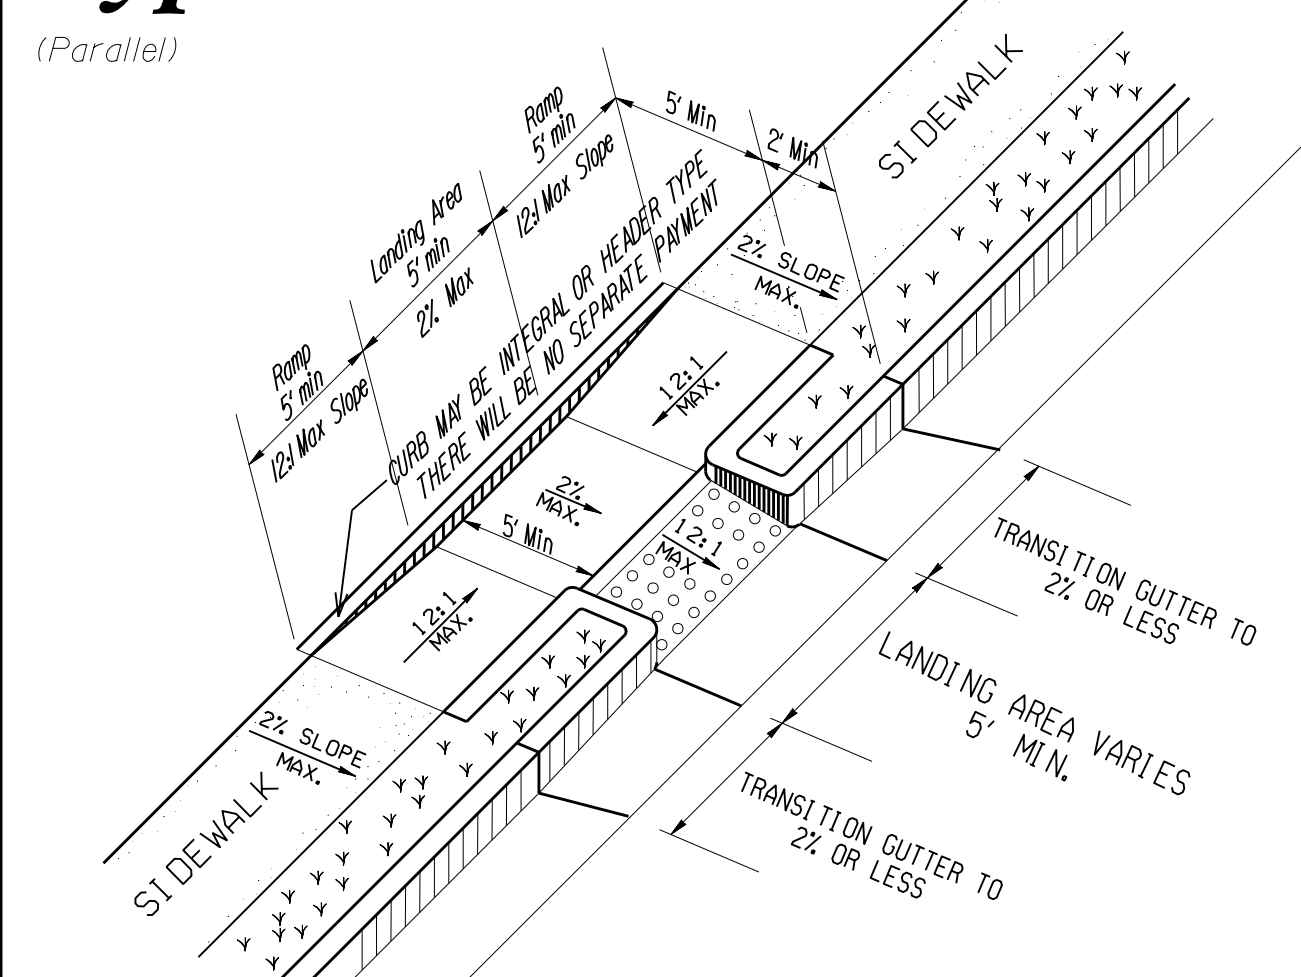 (Parallel)
Ramp
5' min
12:1 Max Slope
5' Min
2' Min
SIDEWALK
Landing Area
5' min
2% Max
Ramp
5' min
12:1 Max Slope
CURB MAY BE INTEGRAL OR HEADER TYPE
THERE WILL BE NO SEPARATE PAYMENT
2% SLOPE
MAX.
12:1
MAX.
2%
MAX.
5' Min
12:1
MAX
12:1
MAX.
TRANSITION GUTTER TO
2% OR LESS
LANDING AREA VARIES
5' MIN.
2% SLOPE
MAX.
SIDEWALK
TRANSITION GUTTER TO
2% OR LESS